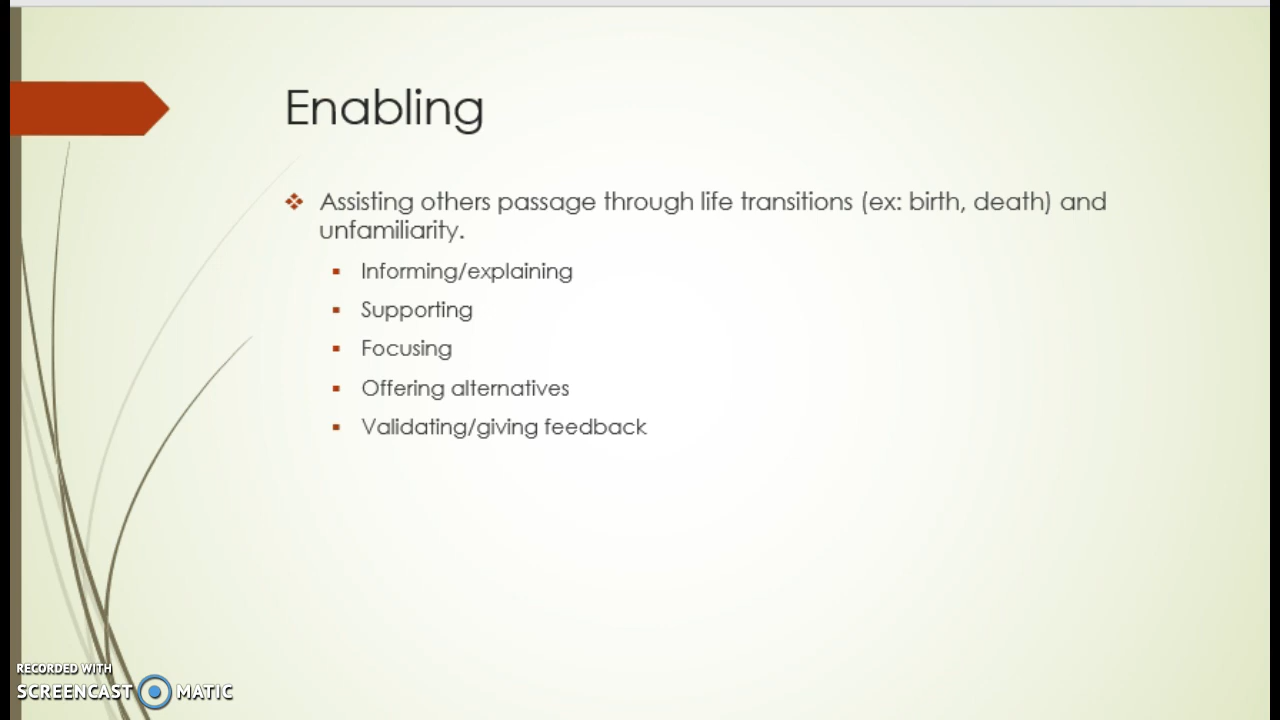 Enabling
Assisting others passage through life transitions (ex: birth, death) and
unfamiliarity.
Informing/explaining
Supporting
Focusing
Offering alternatives
Validating/giving feedback
RECORDED WITH
SCREENCAST MATIC